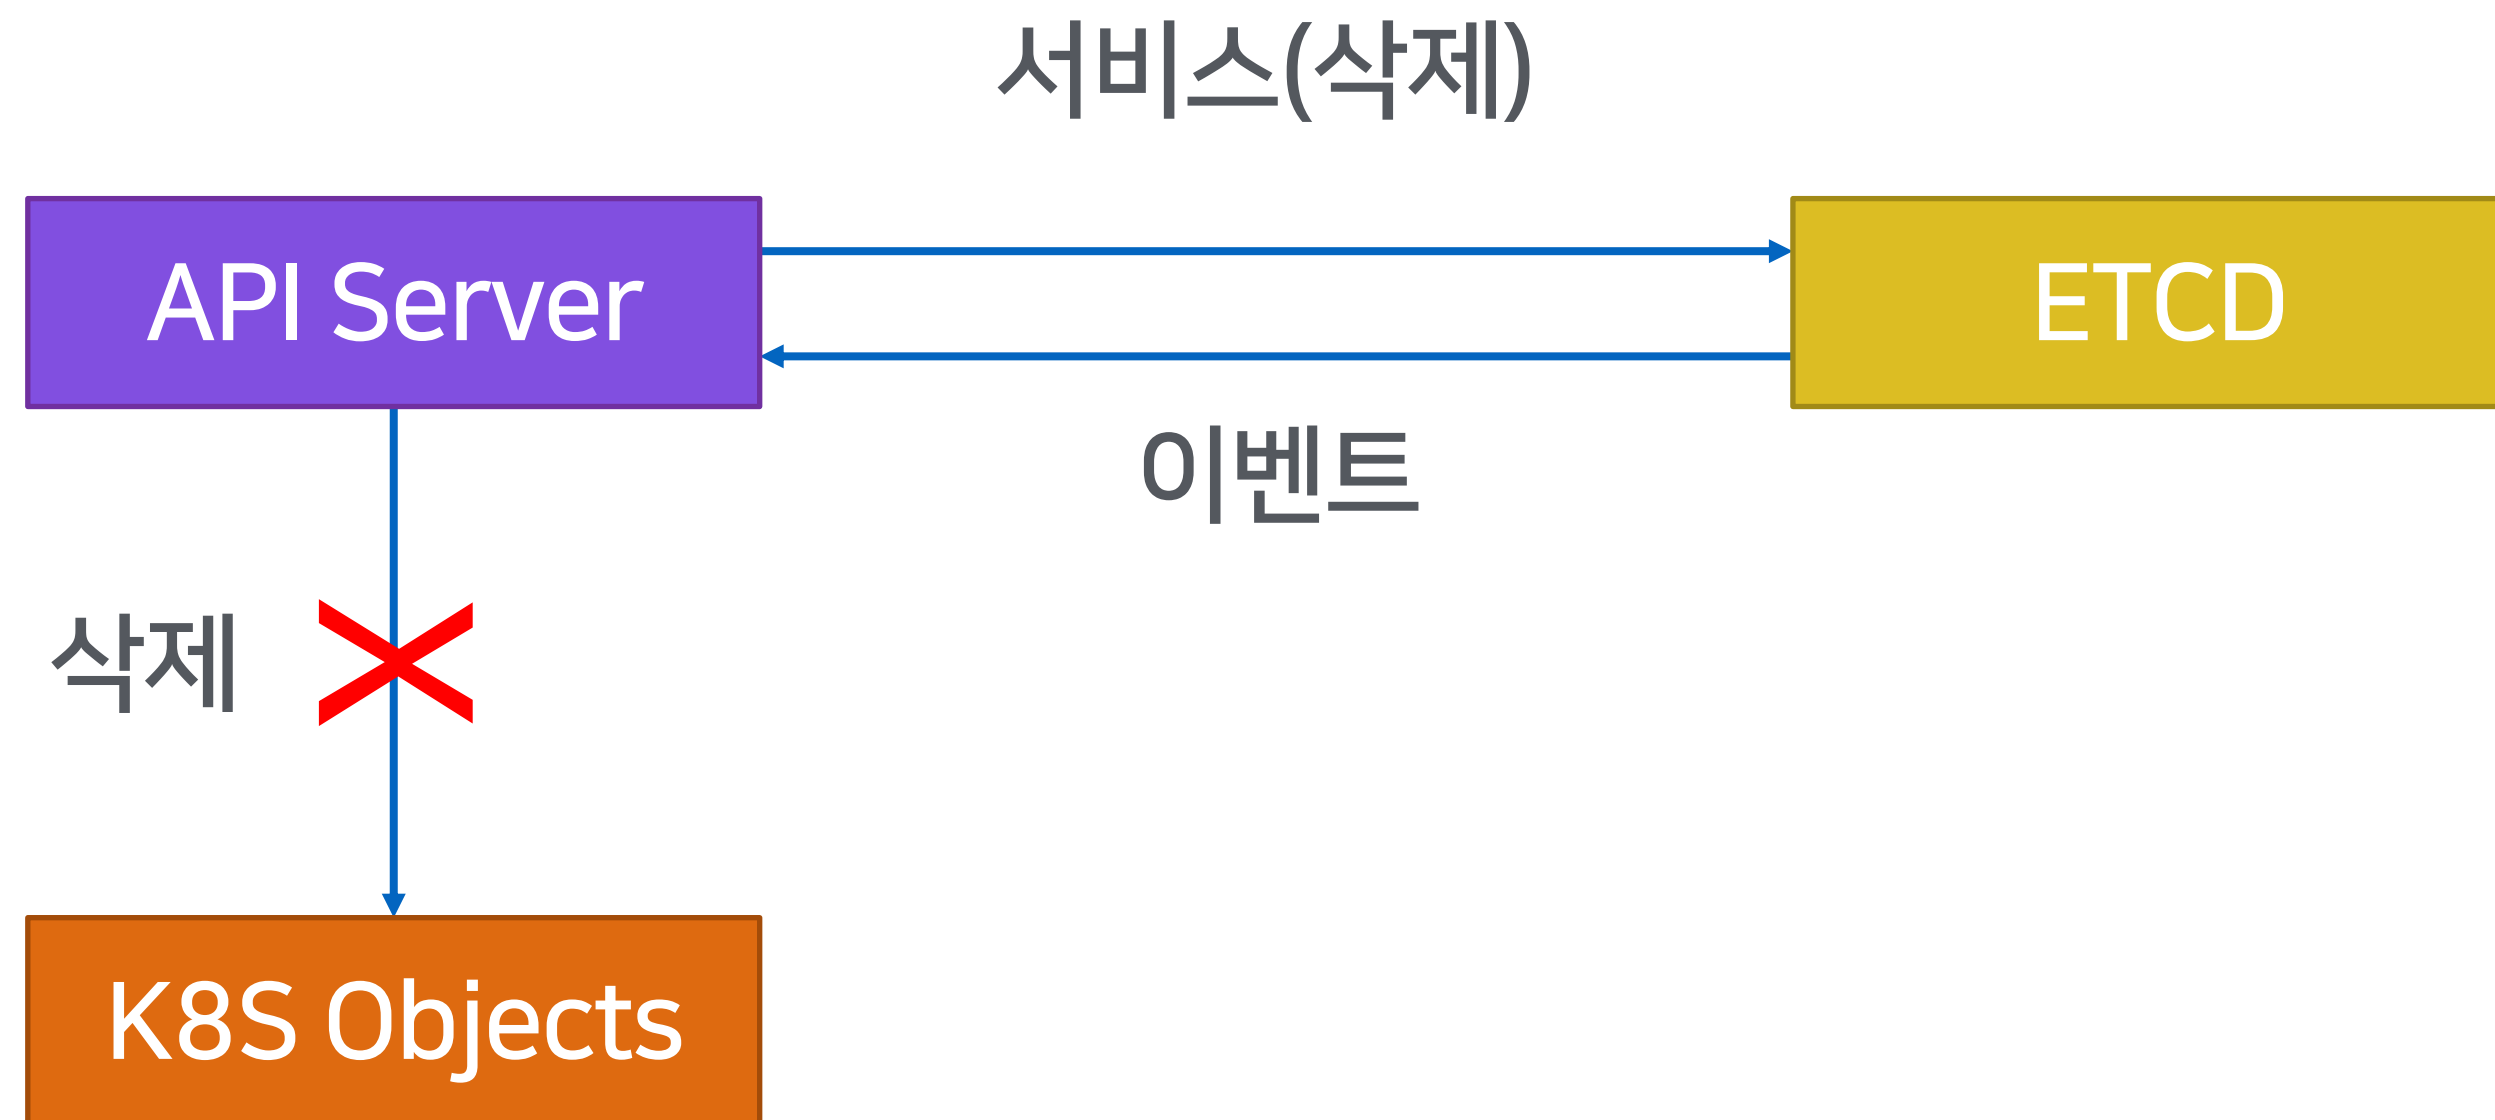 서비스(삭제)
API Server
ETCD
이벤트
삭제
K8S Objects